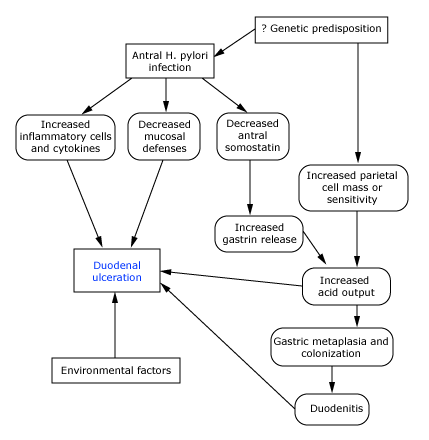 ? Genetic predisposition
Antral H. pylori
infection
Increased
inflammatory cells
and cytokines
Decreased
mucosal
defenses
Decreased
antral
somostatin
Increased parietal
cell mass or
sensitivity
Increased
gastrin release
Duodenal
ulceration
Increased
acid output
Gastric metaplasia and
colonization
Environmental factors
Duodenitis